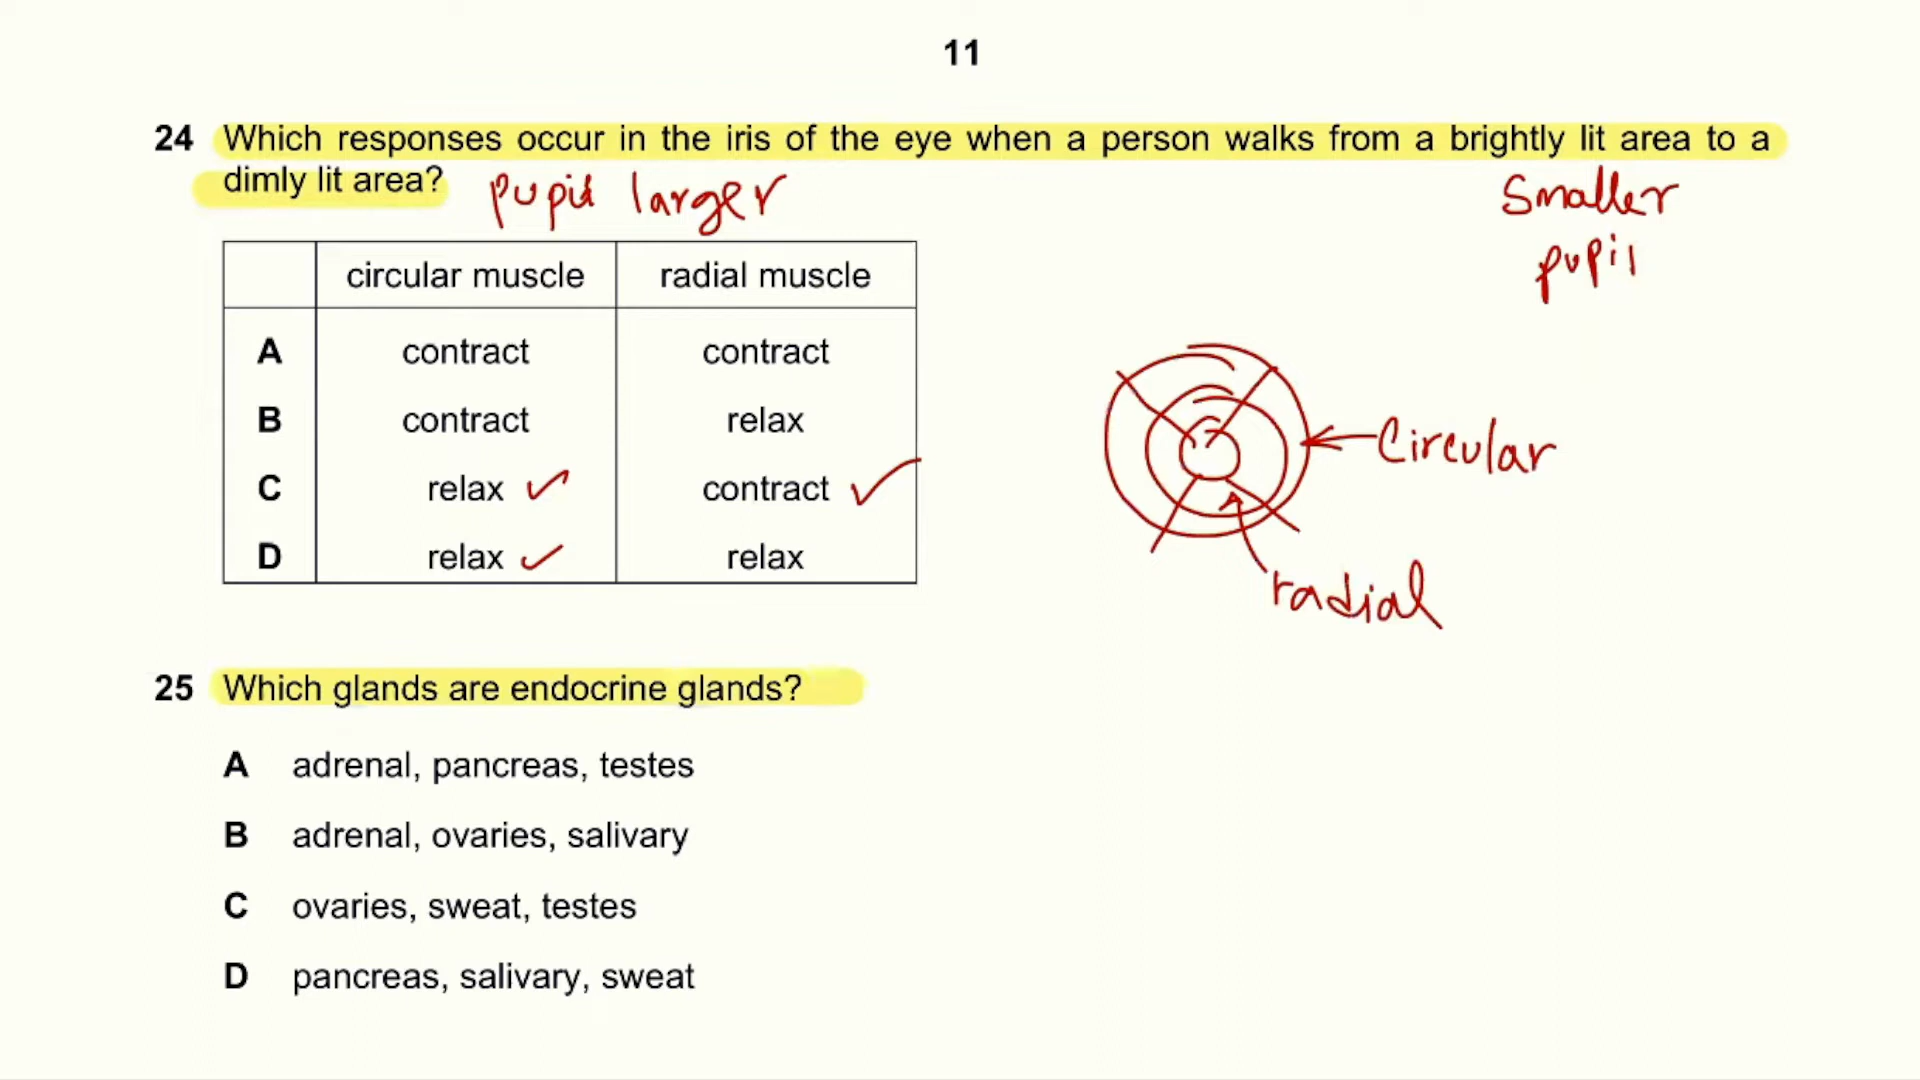 11
24 Which responses occur in the iris of the eye when a person walks from a brightly lit area to a
dimly lit area? pupil larger
smaller
pupil
circular muscle radial muscle
A contract contract
B contract relax
C relax ✓ contract ✓
D relax ✓ relax
Circular
radial
25 Which glands are endocrine glands?
A adrenal, pancreas, testes
B adrenal, ovaries, salivary
C ovaries, sweat, testes
D pancreas, salivary, sweat